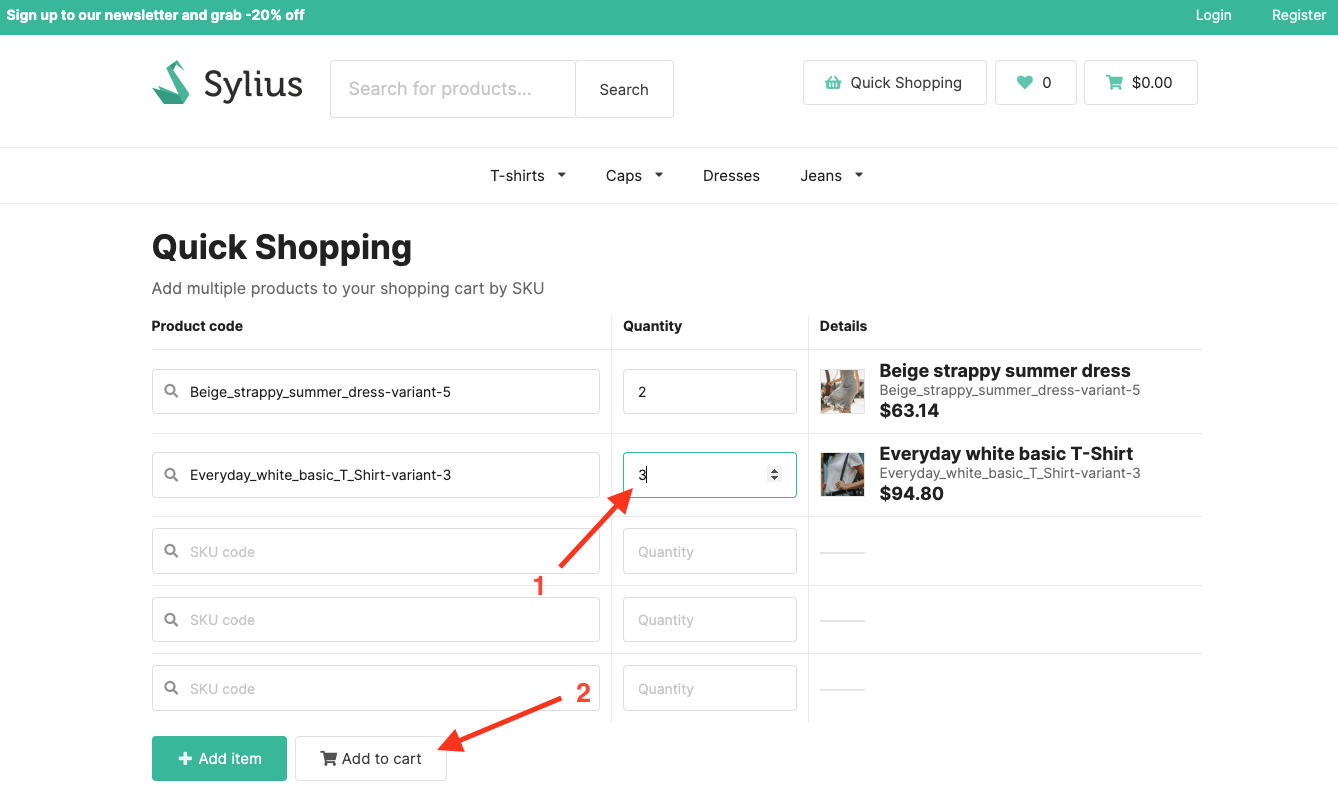 Sign up to our newsletter and grab -20% off
Login Register
Sylius
Search for products...
Search
Quick Shopping
0
$0.00
T-shirts Caps Dresses Jeans
Quick Shopping
Add multiple products to your shopping cart by SKU
Product code Quantity Details
Beige_strappy_summer_dress-variant-5
2
Beige strappy summer dress
Beige_strappy_summer_dress-variant-5
$63.14
Everyday_white_basic_T_Shirt-variant-3
3
Everyday white basic T-Shirt
Everyday_white_basic_T_Shirt-variant-3
$94.80
SKU code Quantity
1
SKU code Quantity
SKU code Quantity
2
Add item Add to cart